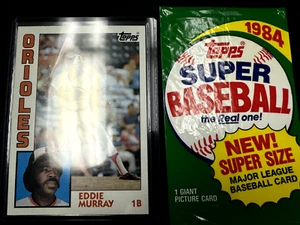 ORIOLES
Topps
EDDIE
MURRAY
1B
1984
Topps
SUPER
BASEBALL
the Real one!
NEW!
SUPER SIZE
MAJOR LEAGUE
BASEBALL CARD
1 GIANT
PICTURE CARD